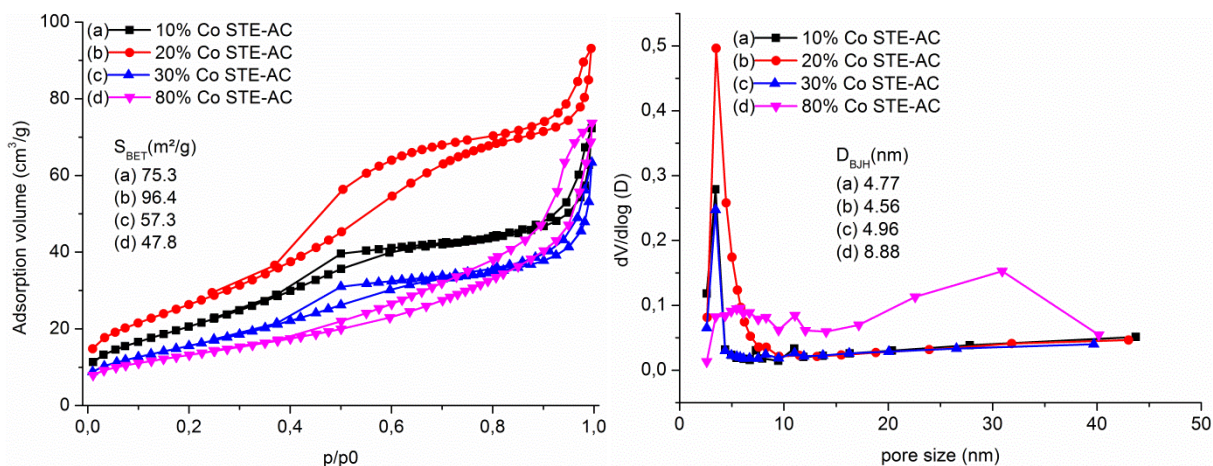 100
80
60
40
20
0
Adsorption volume (cm³/g)
(a) 10% Co STE-AC
(b) 20% Co STE-AC
(c) 30% Co STE-AC
(d) 80% Co STE-AC
S_BET(m²/g)
(a) 75.3
(b) 96.4
(c) 57.3
(d) 47.8
0,0 0,2 0,4 0,6 0,8 1,0
p/p0
0,5
0,4
0,3
0,2
0,1
0,0
dV/dlog (D)
(a) 10% Co STE-AC
(b) 20% Co STE-AC
(c) 30% Co STE-AC
(d) 80% Co STE-AC
D_BJH(nm)
(a) 4.77
(b) 4.56
(c) 4.96
(d) 8.88
0 10 20 30 40 50
pore size (nm)